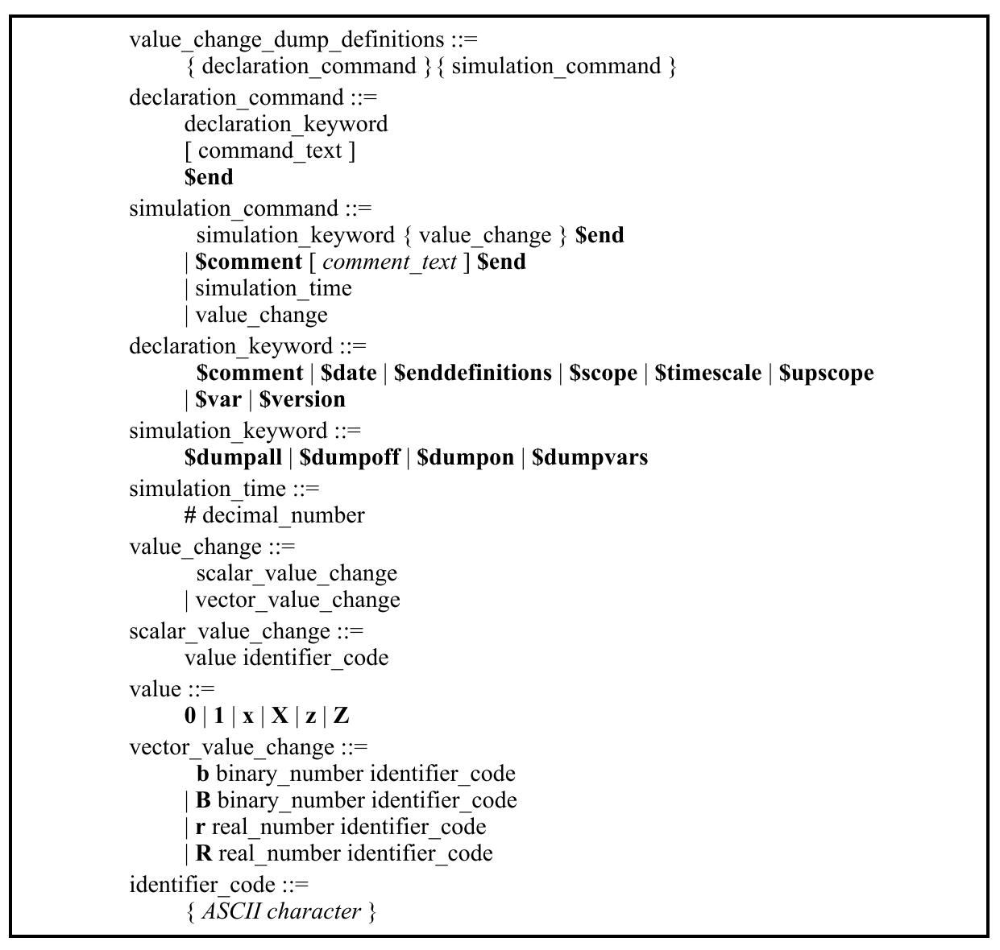 value_change_dump_definitions ::=
{ declaration_command }{ simulation_command }
declaration_command ::=
declaration_keyword
[ command_text ]
$end
simulation_command ::=
simulation_keyword { value_change } $end
| $comment [ comment_text ] $end
| simulation_time
| value_change
declaration_keyword ::=
$comment | $date | $enddefinitions | $scope | $timescale | $upscope
| $var | $version
simulation_keyword ::=
$dumpall | $dumpoff | $dumpon | $dumpvars
simulation_time ::=
# decimal_number
value_change ::=
scalar_value_change
| vector_value_change
scalar_value_change ::=
value identifier_code
value ::=
0 | 1 | x | X | z | Z
vector_value_change ::=
b binary_number identifier_code
| B binary_number identifier_code
| r real_number identifier_code
| R real_number identifier_code
identifier_code ::=
{ ASCII character }